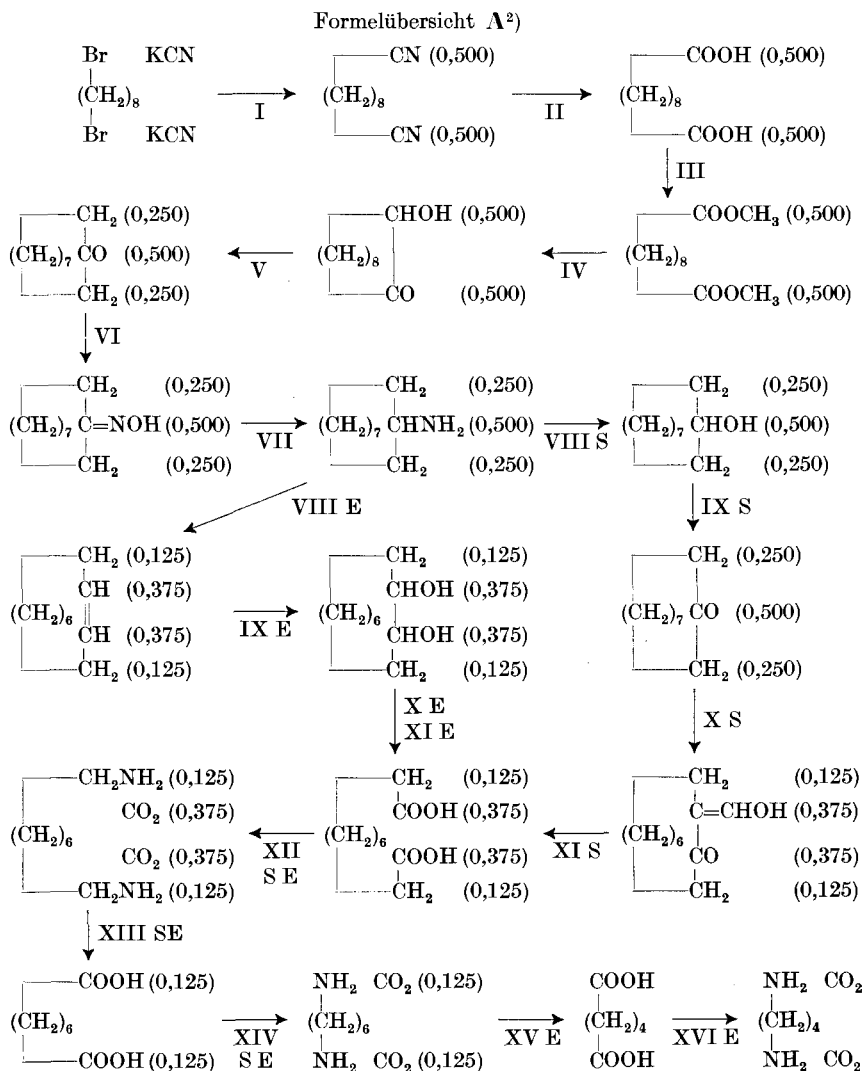 Formelübersicht A²)
Br KCN CN (0,500) COOH (0,500)
(CH₂)₈ I (CH₂)₈ II (CH₂)₈
Br KCN CN (0,500) COOH (0,500)
III
CH₂ (0,250) CHOH (0,500) COOCH₃ (0,500)
(CH₂)₇ CO (0,500) V (CH₂)₈ IV (CH₂)₈
CH₂ (0,250) CO (0,500) COOCH₃ (0,500)
VI
CH₂ (0,250) CH₂ (0,250) CH₂ (0,250)
(CH₂)₇ C=NOH (0,500) VII (CH₂)₇ CHNH₂ (0,500) VIII S (CH₂)₇ CHOH (0,500)
CH₂ (0,250) CH₂ (0,250) CH₂ (0,250)
VIII E IX S
CH₂ (0,125) CH₂ (0,125) CH₂ (0,250)
CH (0,375) CHOH (0,375)
(CH₂)₆ IX E (CH₂)₆ (CH₂)₇ CO (0,500)
CH (0,375) CHOH (0,375)
CH₂ (0,125) CH₂ (0,125) CH₂ (0,250)
X E X S
XI E
CH₂NH₂ (0,125) CH₂ (0,125) CH₂ (0,125)
CO₂ (0,375) COOH (0,375) C=CHOH (0,375)
(CH₂)₆ XII (CH₂)₆ XI S (CH₂)₆
CO₂ (0,375) S E COOH (0,375) CO (0,375)
CH₂NH₂ (0,125) CH₂ (0,125) CH₂ (0,125)
XIII SE
COOH (0,125) NH₂ CO₂ (0,125) COOH NH₂ CO₂
(CH₂)₆ XIV (CH₂)₆ XV E (CH₂)₄ XVI E (CH₂)₄
COOH (0,125) S E NH₂ CO₂ (0,125) COOH NH₂ CO₂